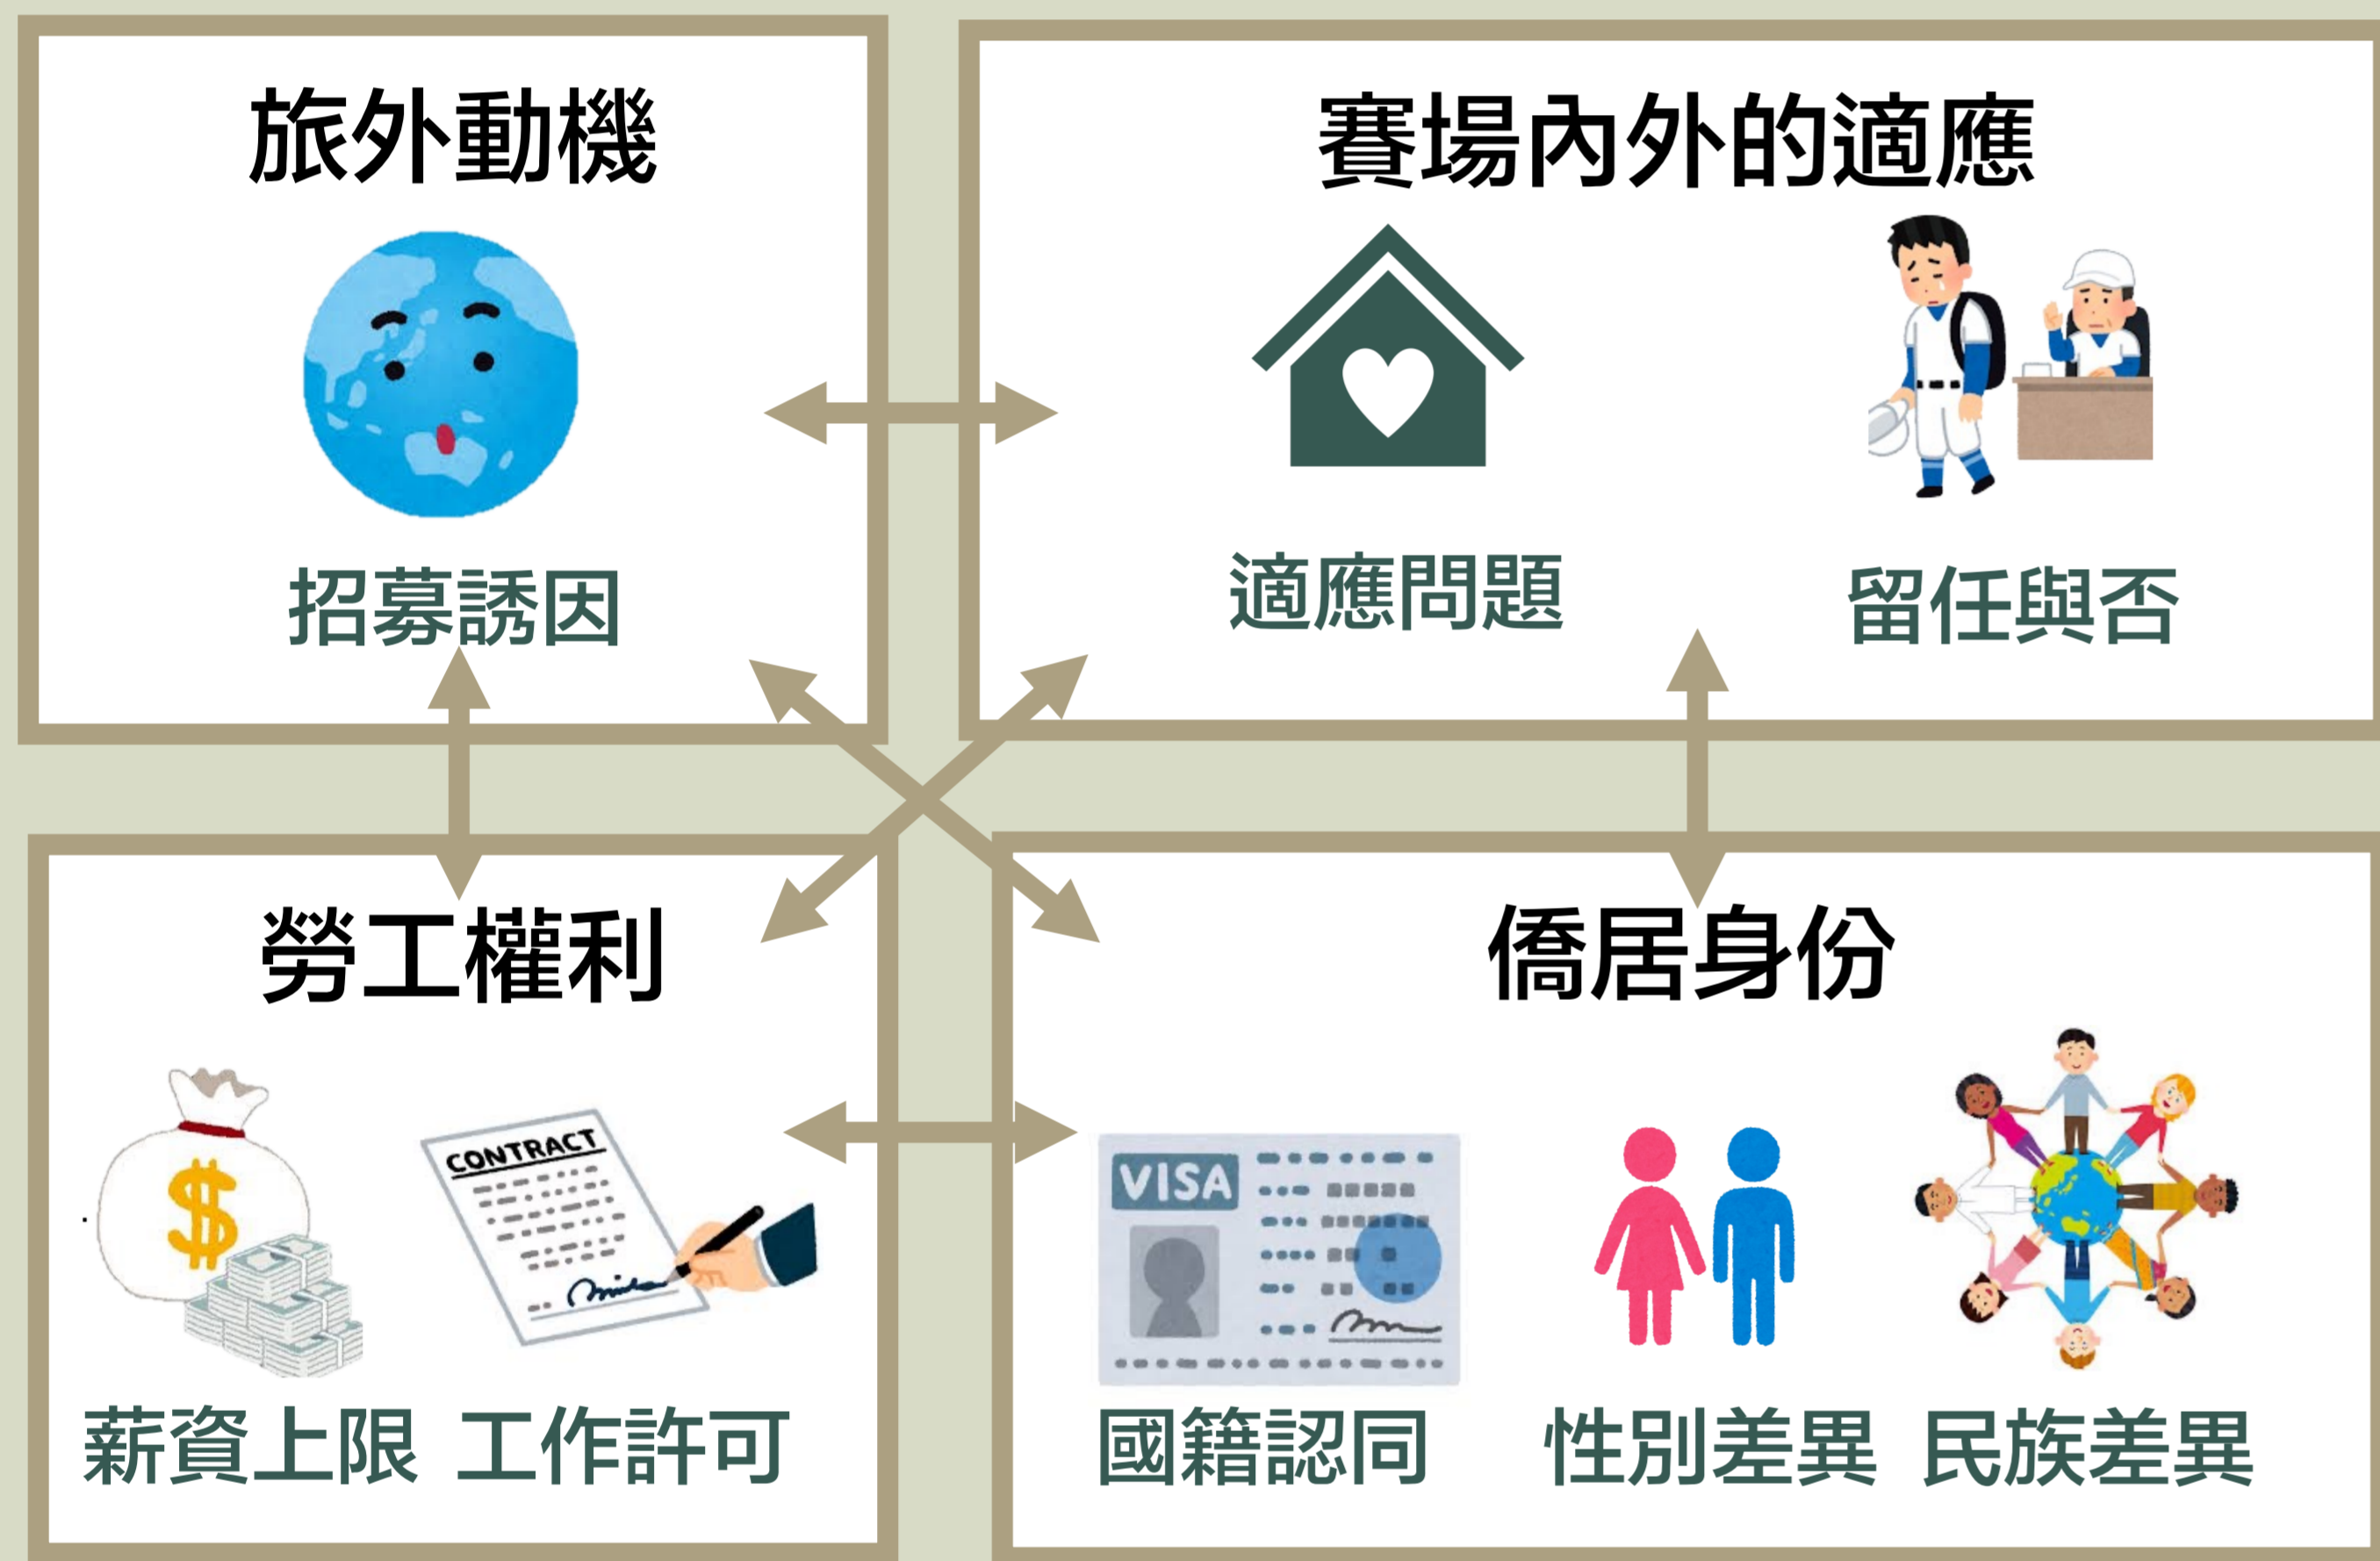 旅外動機
招募誘因
賽場內外的適應
適應問題
留任與否
勞工權利
CONTRACT
薪資上限 工作許可
僑居身份
VISA
國籍認同 性別差異 民族差異